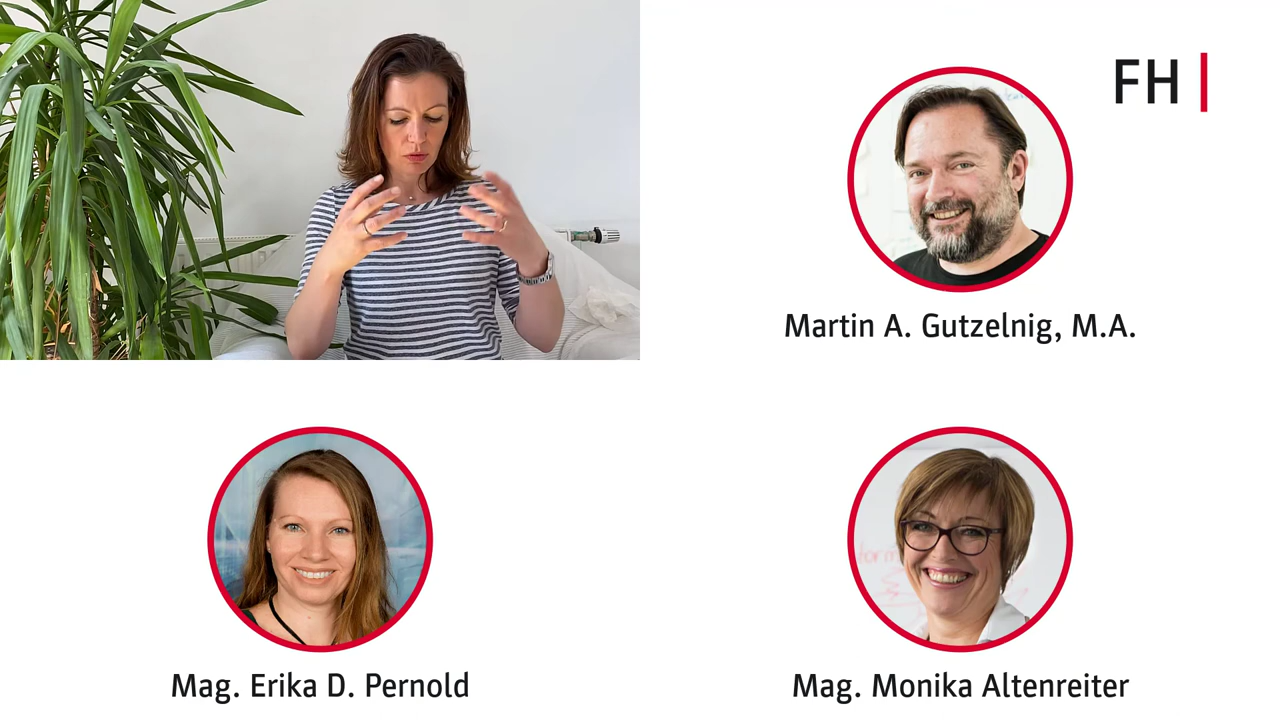 FH
Martin A. Gutzelnig, M.A.
Mag. Erika D. Pernold
Mag. Monika Altenreiter